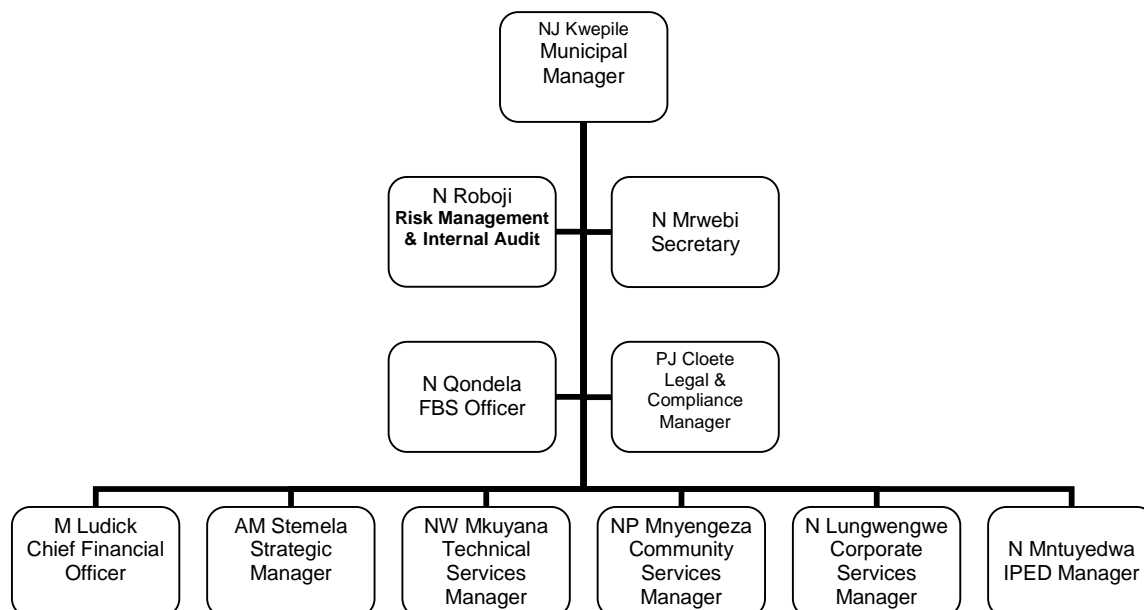 NJ Kwepile
Municipal
Manager
N Roboji
Risk Management
& Internal Audit
N Mrwebi
Secretary
N Qondela
FBS Officer
PJ Cloete
Legal &
Compliance
Manager
M Ludick
Chief Financial
Officer
AM Stemela
Strategic
Manager
NW Mkuyana
Technical
Services
Manager
NP Mnyengeza
Community
Services
Manager
N Lungwengwe
Corporate
Services
Manager
N Mntuyedwa
IPED Manager